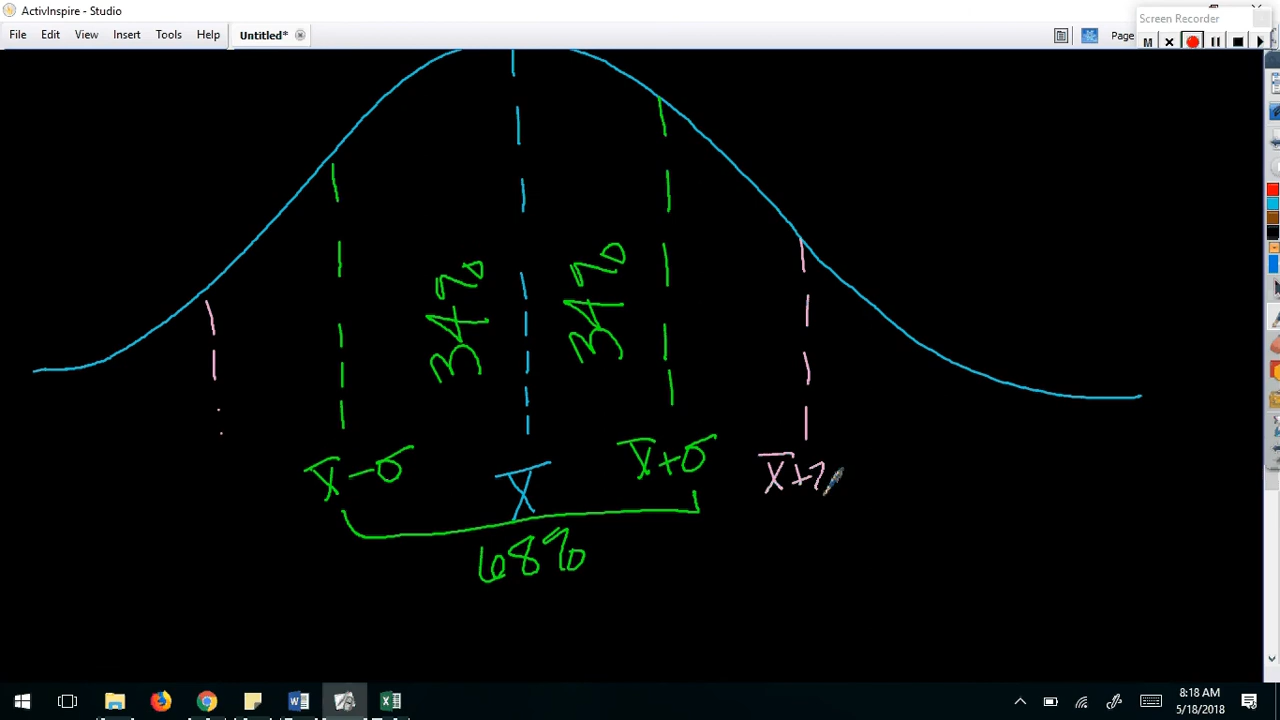 ActivInspire - Studio
Screen Recorder
File Edit View Insert Tools Help Untitled* Page
M
34% 34%
X̄-σ X̄ X̄+σ X̄+2
68%
8:18 AM
5/18/2018